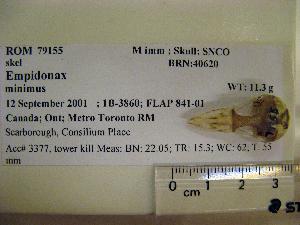 ROM 79155 M imm ; Skull; SNCO
skel BRN:40620
Empidonax
minimus WT: 11.3 g
12 September 2001 ; 1B-3860; FLAP 841-01
Canada; Ont; Metro Toronto RM
Scarborough, Consilium Place
Acc# 3377, tower kill Meas: BN: 22.05; TR: 15.3; WC: 62; T: 55
mm
0 1 2 3
cm